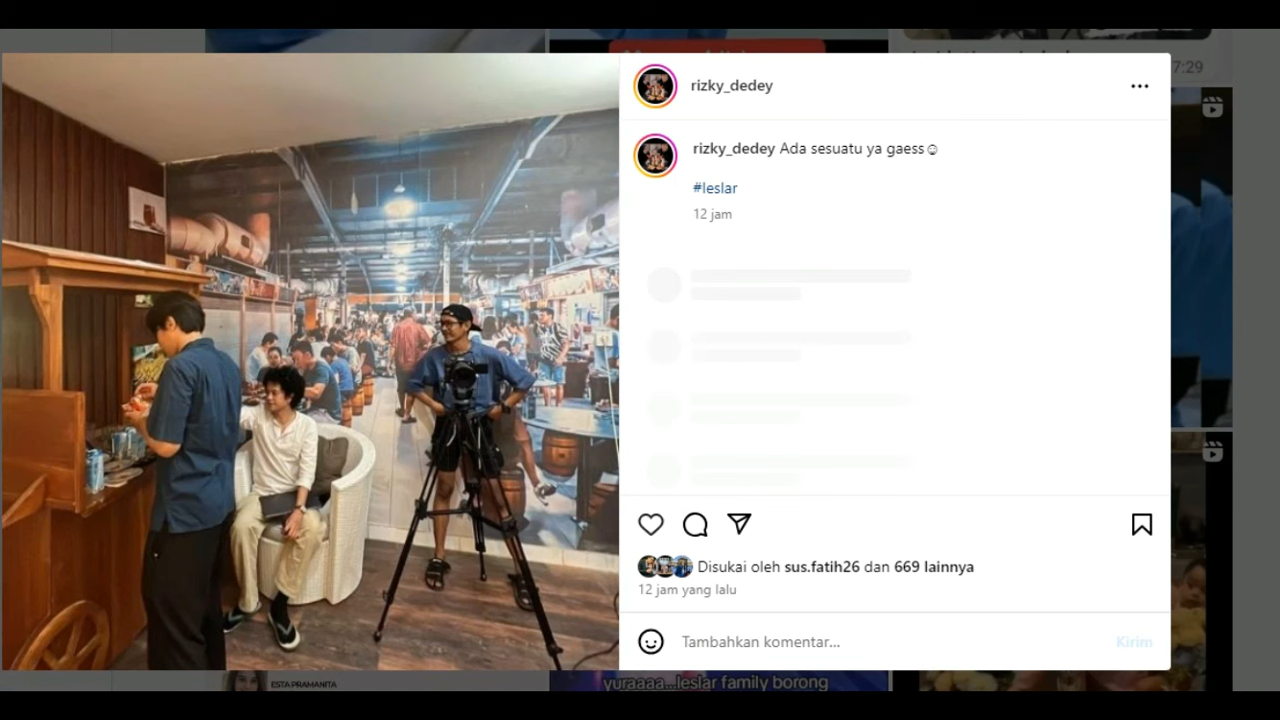 7:29
rizky_dedey
rizky_dedey Ada sesuatu ya gaess☺
#leslar
12 jam
Disukai oleh sus.fatih26 dan 669 lainnya
12 jam yang lalu
Tambahkan komentar...
Kirim
ESTA PRAMANITA
yuraaaa...leslar family borong